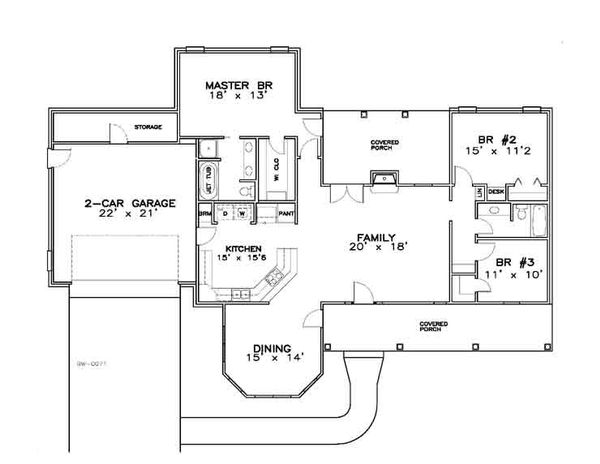 MASTER BR
18' x 13'
STORAGE
COVERED
PORCH
BR #2
15' x 11'2
JET TUB
W/ CLO
2-CAR GARAGE
22' x 21'
LIN
DESK
BRM
D
W
PANT
KITCHEN
15' x 15'6
FAMILY
20' x 18'
BR #3
11' x 10'
COVERED
PORCH
DINING
15' x 14'